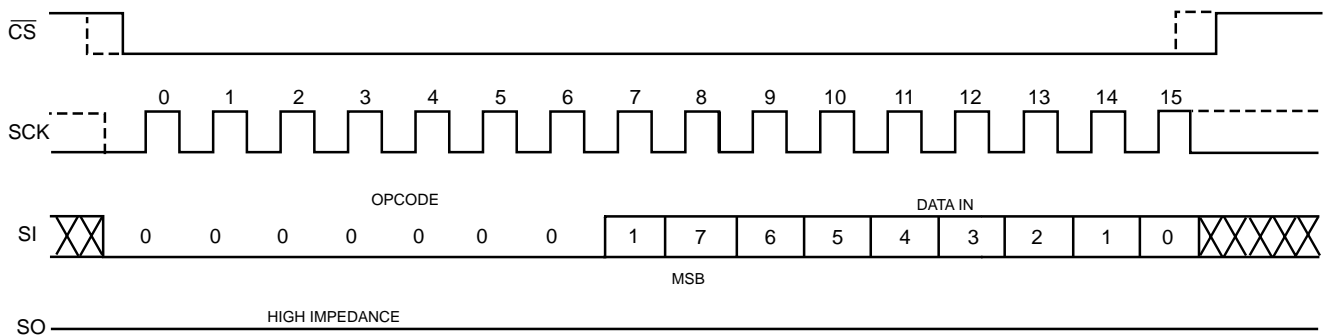 CS
0 1 2 3 4 5 6 7 8 9 10 11 12 13 14 15
SCK
OPCODE DATA IN
SI 0 0 0 0 0 0 0 1 7 6 5 4 3 2 1 0
MSB
HIGH IMPEDANCE
SO